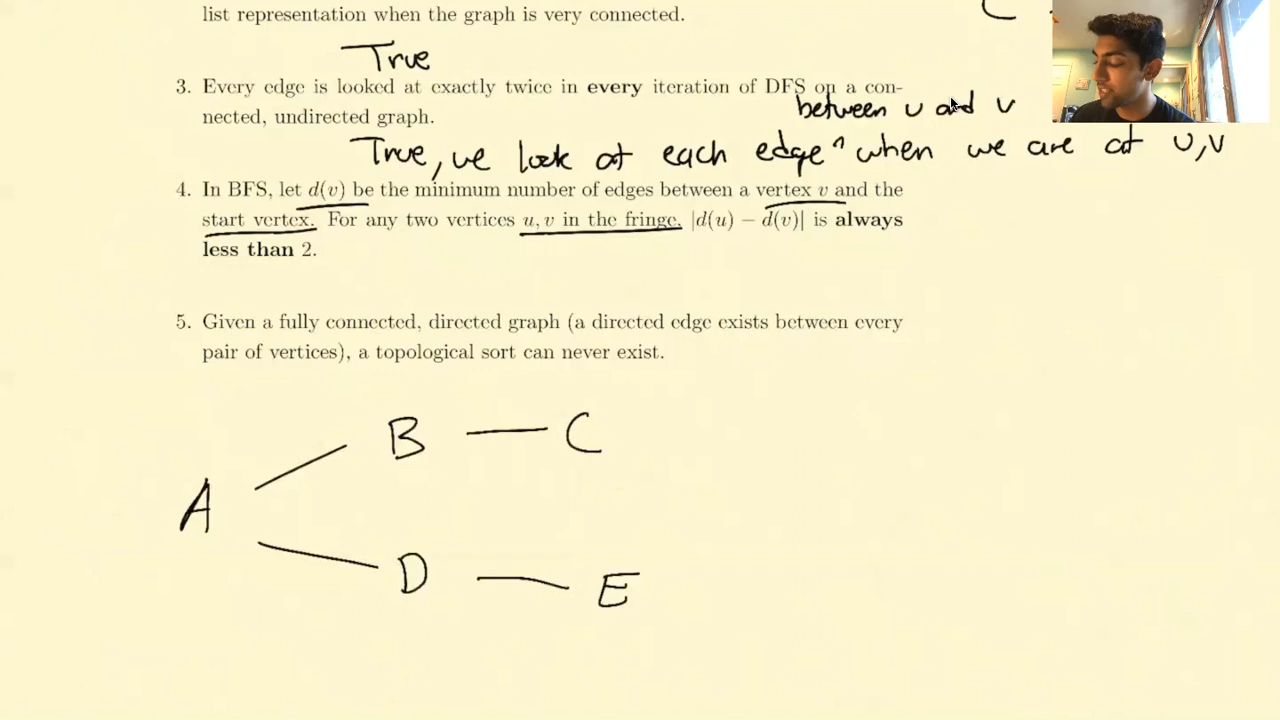 list representation when the graph is very connected.
True
3. Every edge is looked at exactly twice in every iteration of DFS on a con-
nected, undirected graph.
between u and v
True, we look at each edge ^ when we are at u,v
4. In BFS, let d(v) be the minimum number of edges between a vertex v and the
start vertex. For any two vertices u, v in the fringe, |d(u) − d(v)| is always
less than 2.
5. Given a fully connected, directed graph (a directed edge exists between every
pair of vertices), a topological sort can never exist.
B — C
A
D — E